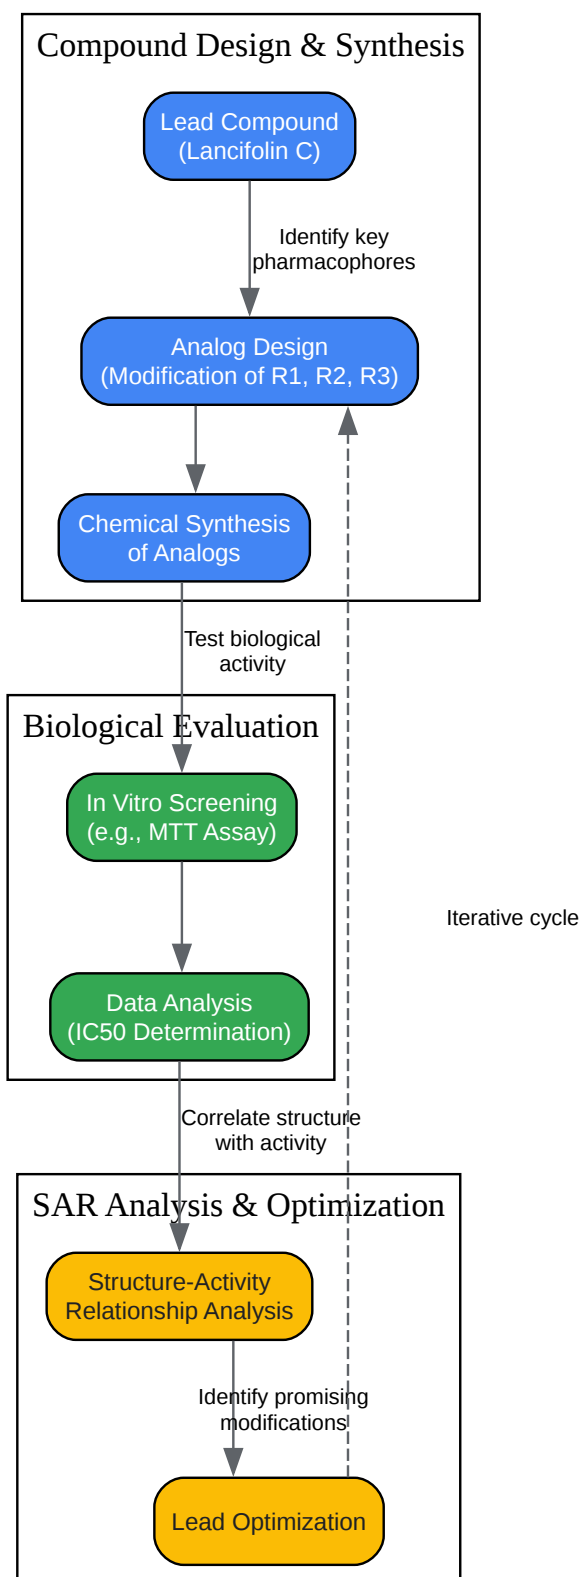 Compound Design & Synthesis
Lead Compound
(Lancifolin C)
Identify key
pharmacophores
Analog Design
(Modification of R1, R2, R3)
Chemical Synthesis
of Analogs
Test biological
activity
Biological Evaluation
In Vitro Screening
(e.g., MTT Assay)
Iterative cycle
Data Analysis
(IC50 Determination)
Correlate structure
with activity
SAR Analysis & Optimization
Structure-Activity
Relationship Analysis
Identify promising
modifications
Lead Optimization